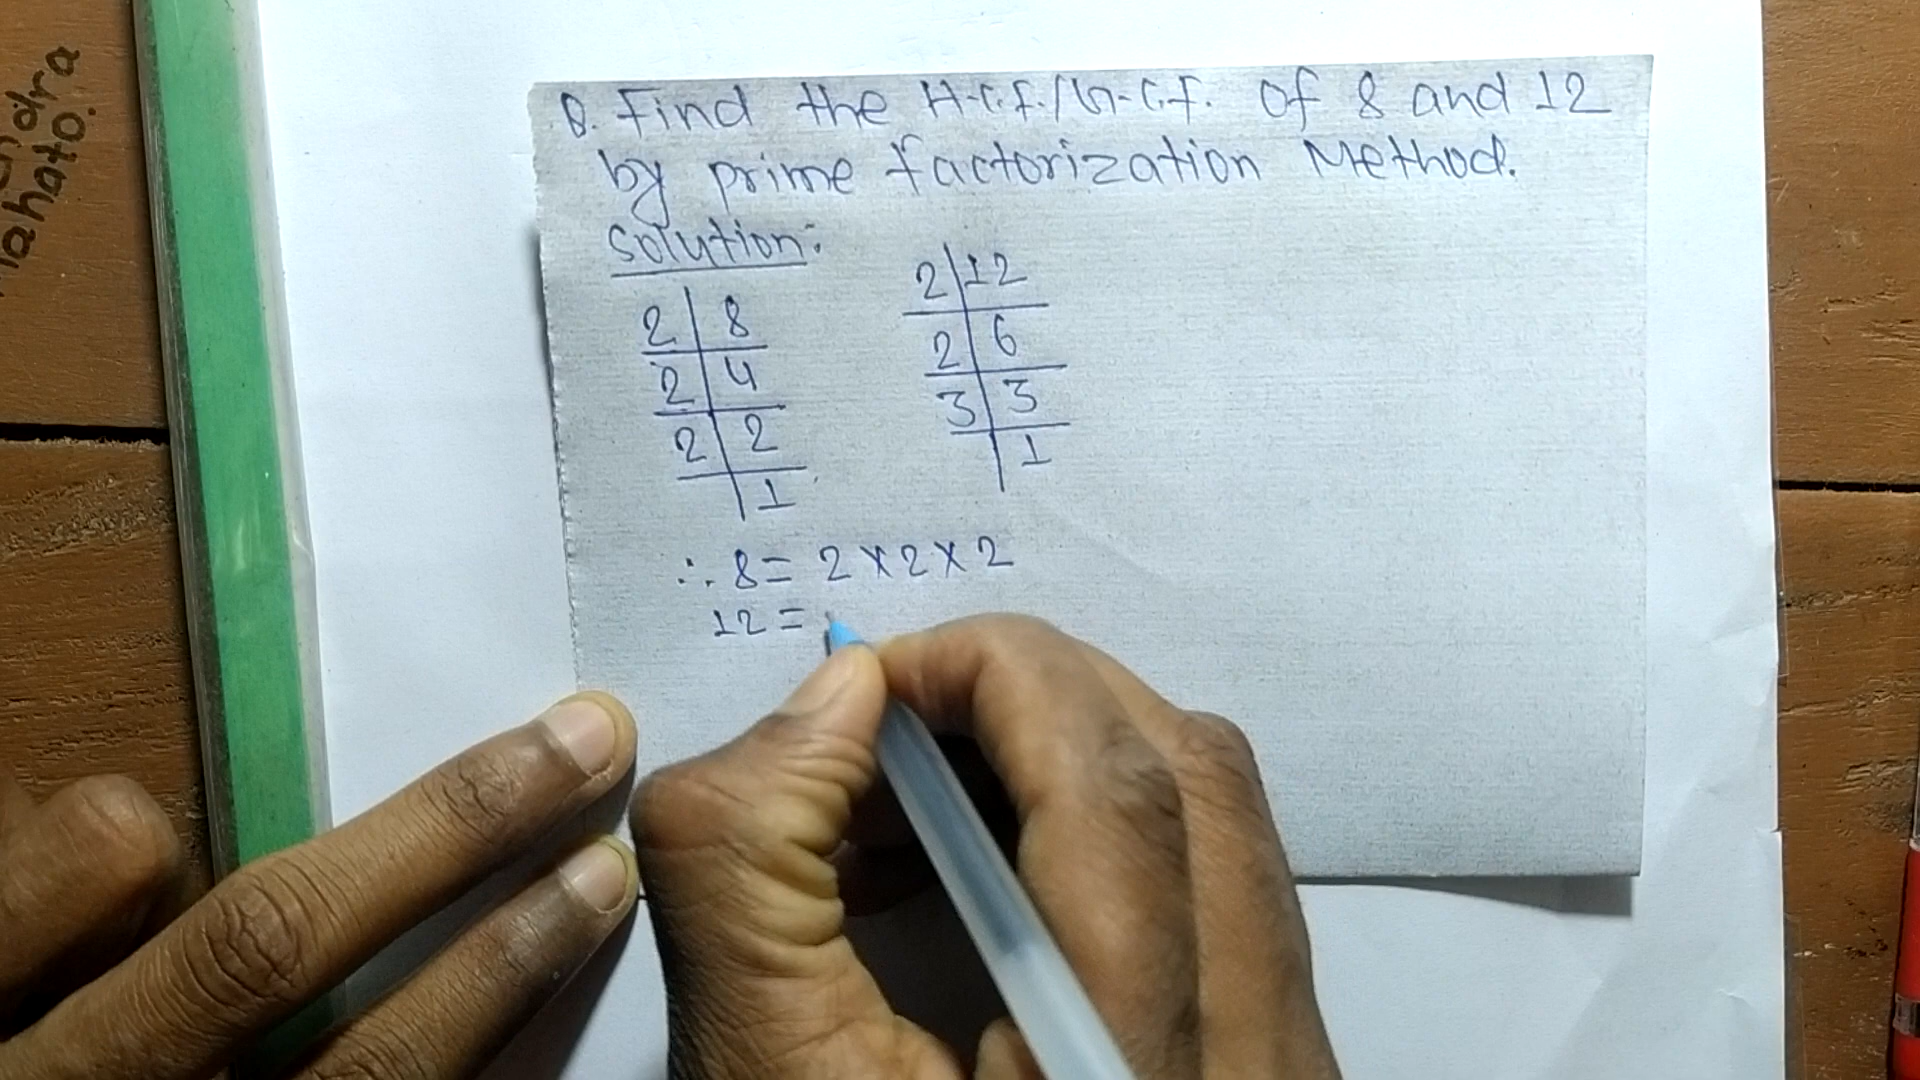 Q. Find the H.C.F./G.C.F. of 8 and 12
by prime factorization Method.
Solution:
2 | 8
2 | 4
2 | 2
1
2 | 12
2 | 6
3 | 3
1
∴ 8 = 2 × 2 × 2
12 =
ahato.